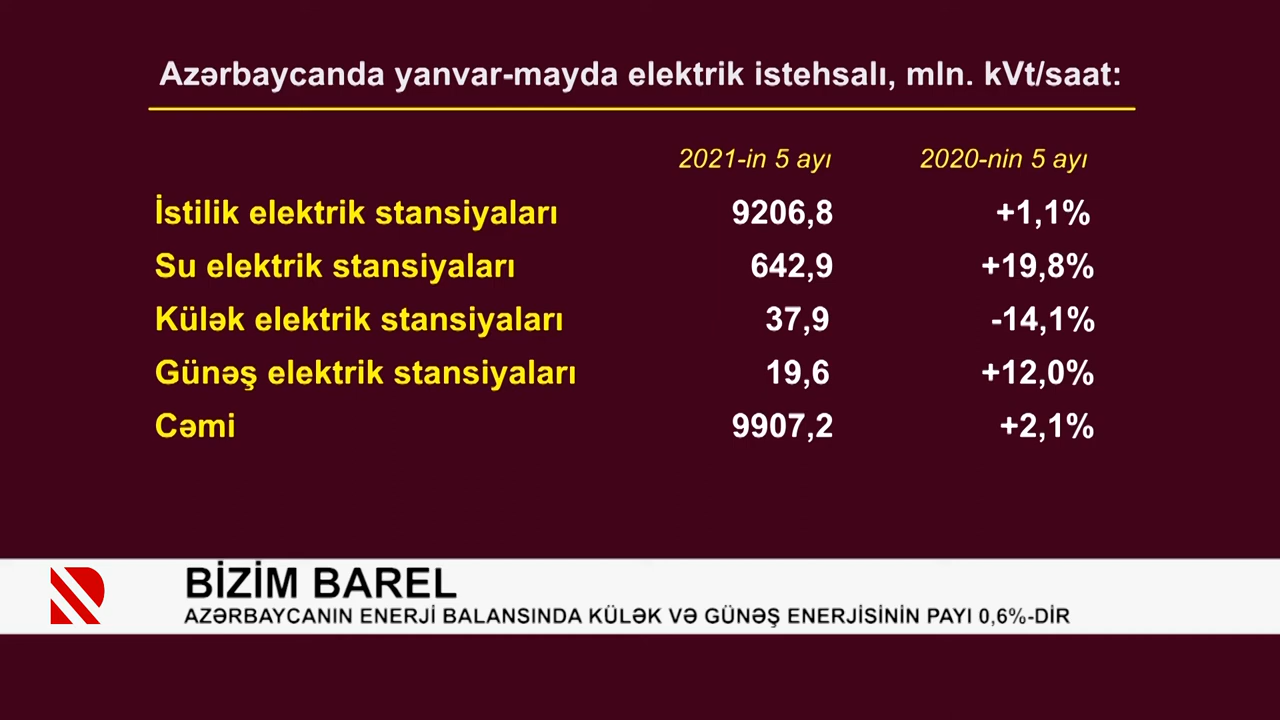 Azərbaycanda yanvar-mayda elektrik istehsalı, mln. kVt/saat:
2021-in 5 ayı 2020-nin 5 ayı
İstilik elektrik stansiyaları 9206,8 +1,1%
Su elektrik stansiyaları 642,9 +19,8%
Külək elektrik stansiyaları 37,9 -14,1%
Günəş elektrik stansiyaları 19,6 +12,0%
Cəmi 9907,2 +2,1%
BİZİM BAREL
AZƏRBAYCANIN ENERJİ BALANSINDA KÜLƏK VƏ GÜNƏŞ ENERJİSİNİN PAYI 0,6%-DİR